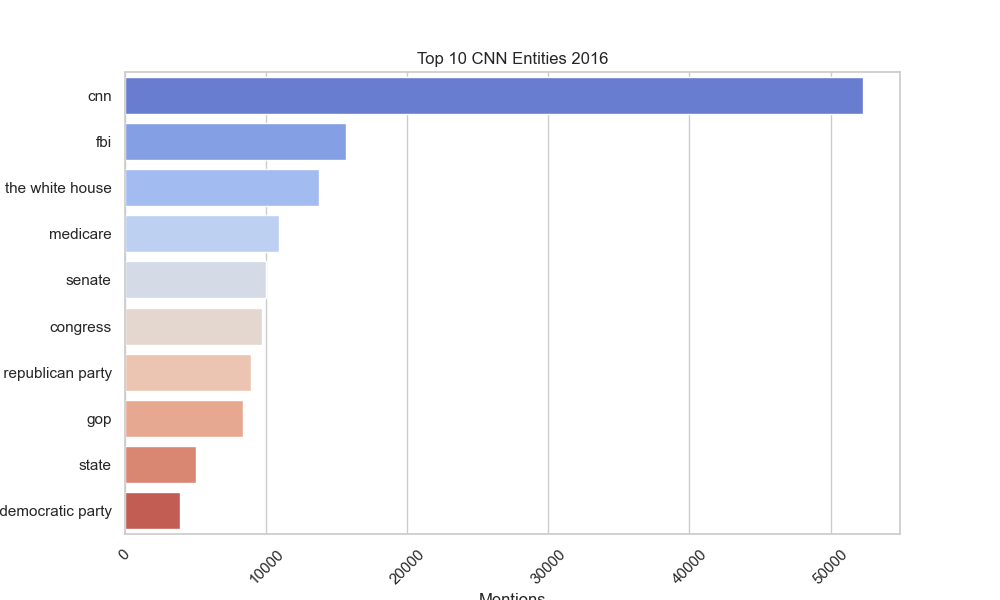 Top 10 CNN Entities 2016
cnn
fbi
the white house
medicare
senate
congress
republican party
gop
state
democratic party
0
10000
20000
30000
40000
50000
Mentions